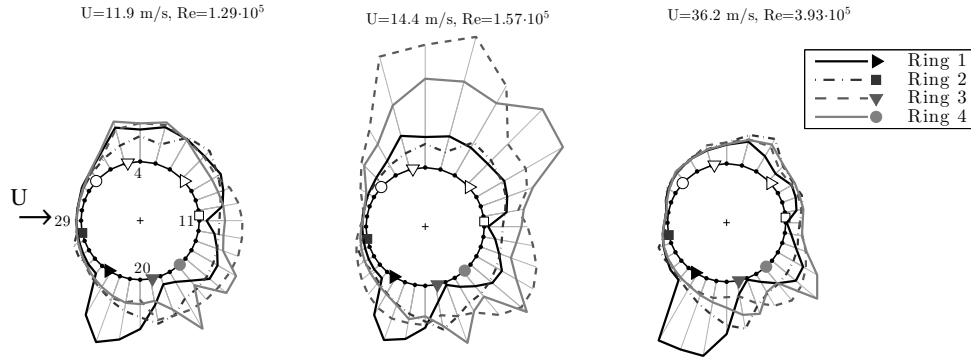 U=11.9 m/s, Re=1.29·10⁵
U=14.4 m/s, Re=1.57·10⁵
U=36.2 m/s, Re=3.93·10⁵
Ring 1
Ring 2
Ring 3
Ring 4
U
4
29
11
20